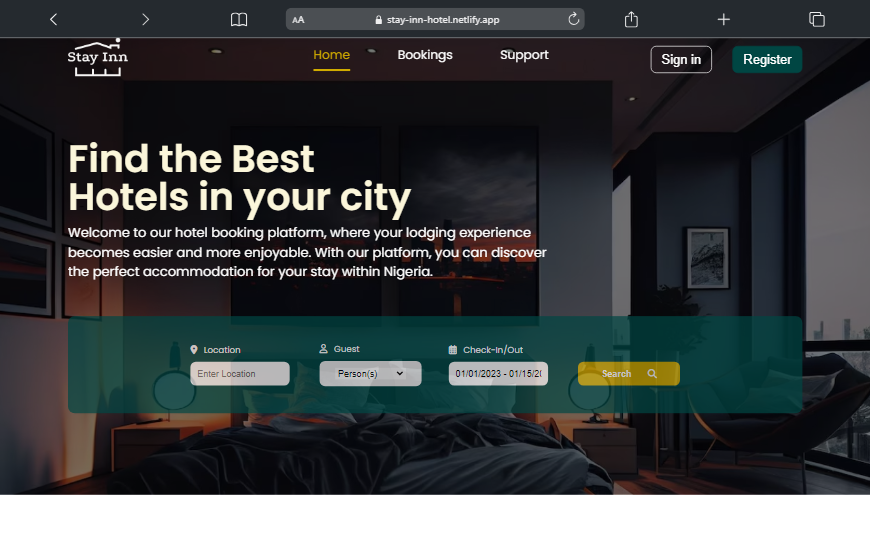 AA
stay-inn-hotel.netlify.app
Stay Inn
Home
Bookings
Support
Sign in
Register
Find the Best
Hotels in your city
Welcome to our hotel booking platform, where your lodging experience
becomes easier and more enjoyable. With our platform, you can discover
the perfect accommodation for your stay within Nigeria.
Location
Guest
Check-In/Out
Enter Location
Person(s)
01/01/2023 - 01/15/20
Search